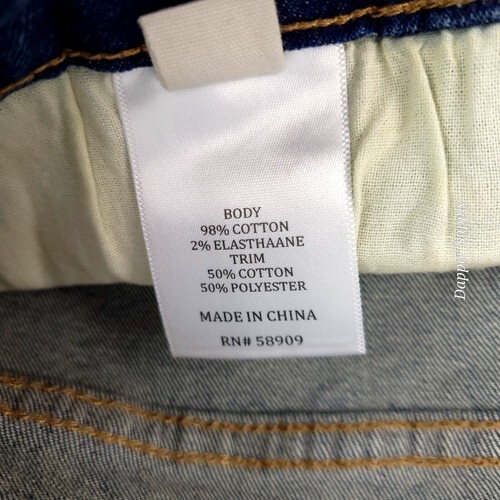 BODY
98% COTTON
2% ELASTHAANE
TRIM
50% COTTON
50% POLYESTER
MADE IN CHINA
RN# 58909